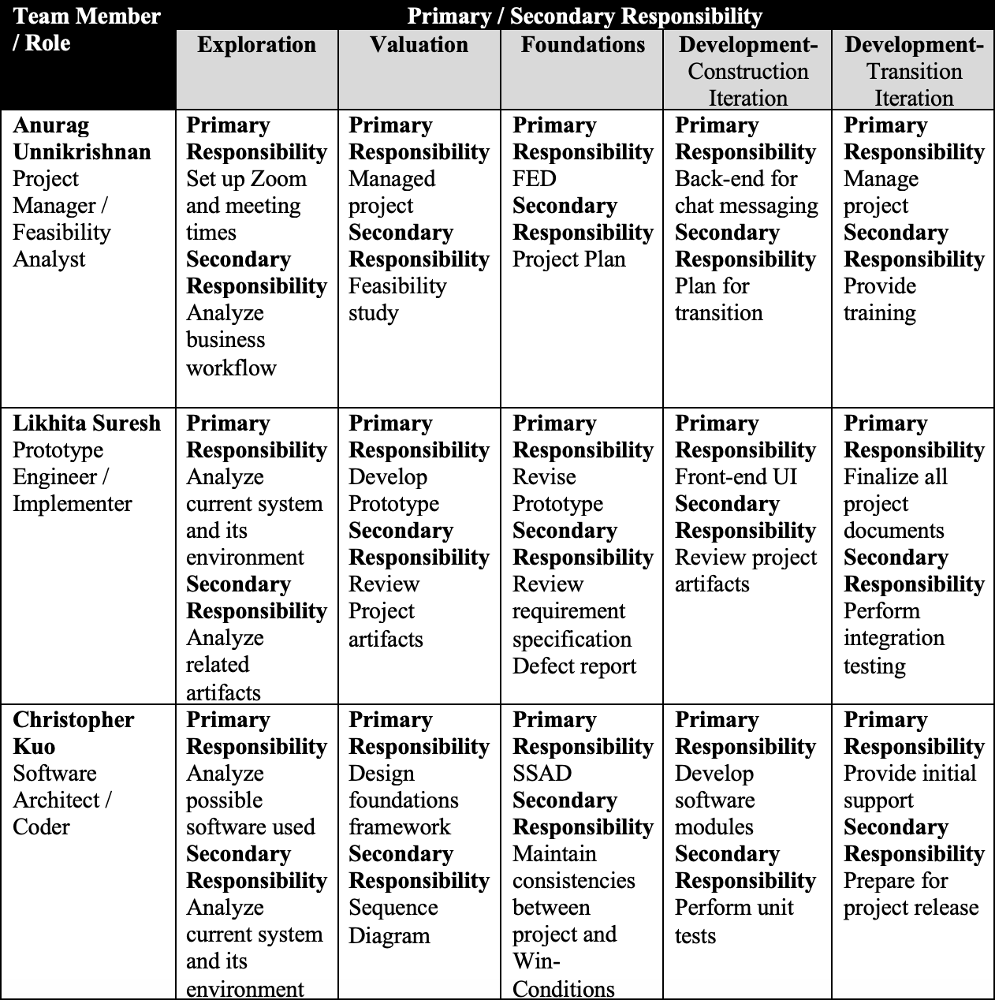 Team Member
/ Role
Primary / Secondary Responsibility
Exploration
Valuation
Foundations
Development-
Construction
Iteration
Development-
Transition
Iteration
Anurag
Unnikrishnan
Project
Manager /
Feasibility
Analyst
Primary
Responsibility
Set up Zoom
and meeting
times
Secondary
Responsibility
Analyze
business
workflow
Primary
Responsibility
Managed
project
Secondary
Responsibility
Feasibility
study
Primary
Responsibility
FED
Secondary
Responsibility
Project Plan
Primary
Responsibility
Back-end for
chat messaging
Secondary
Responsibility
Plan for
transition
Primary
Responsibility
Manage
project
Secondary
Responsibility
Provide
training
Likhita Suresh
Prototype
Engineer /
Implementer
Primary
Responsibility
Analyze
current system
and its
environment
Secondary
Responsibility
Analyze
related
artifacts
Primary
Responsibility
Develop
Prototype
Secondary
Responsibility
Review
Project
artifacts
Primary
Responsibility
Revise
Prototype
Secondary
Responsibility
Review
requirement
specification
Defect report
Primary
Responsibility
Front-end UI
Secondary
Responsibility
Review project
artifacts
Primary
Responsibility
Finalize all
project
documents
Secondary
Responsibility
Perform
integration
testing
Christopher
Kuo
Software
Architect /
Coder
Primary
Responsibility
Analyze
possible
software used
Secondary
Responsibility
Analyze
current system
and its
environment
Primary
Responsibility
Design
foundations
framework
Secondary
Responsibility
Sequence
Diagram
Primary
Responsibility
SSAD
Secondary
Responsibility
Maintain
consistencies
between
project and
Win-
Conditions
Primary
Responsibility
Develop
software
modules
Secondary
Responsibility
Perform unit
tests
Primary
Responsibility
Provide initial
support
Secondary
Responsibility
Prepare for
project release